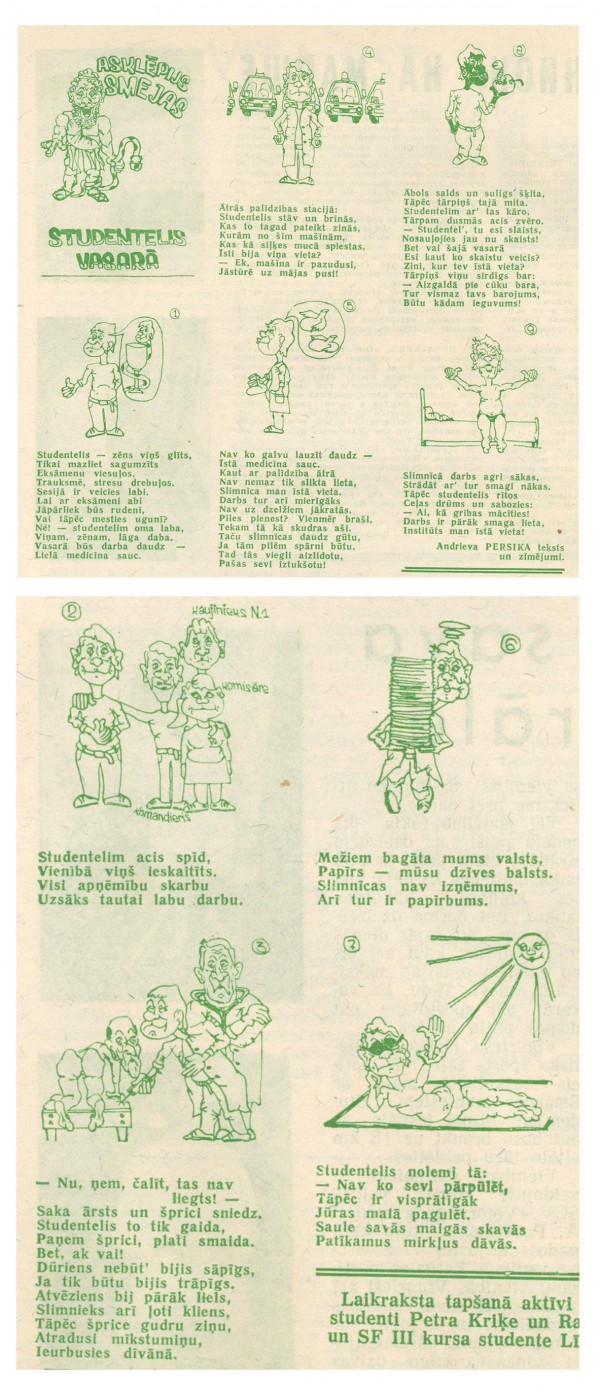 ASKLĒPIJS
SMEJAS
STUDENTELIS
VASARĀ
1
Studentelis — zēns viņš glīts,
Tikai mazliet sagumzīts
Eksāmenu viesuļos.
Trauksmē, stresu drebuļos.
Sesijā ir veicies labi.
Lai ar eksāmeni abi
Jāpārliek būs rudenī,
Vai tāpēc mesties ugunī?
Nē! — studentelim oma laba,
Viņam, zēnam, lāga daba.
Vasarā būs darba daudz —
Lielā medicīna sauc.
4
Ātrās palīdzības stacijā:
Studentelis stāv un brīnās,
Kas to tagad pateikt zinās,
Kurām no šīm mašīnām,
Kas kā siļķes mucā spiestas,
Īsti bija viņa vieta?
— Ek, mašīna ir pazudusi,
Jāstūrē uz mājas pusi!
5
Nav ko galvu lauzīt daudz —
Īstā medicīna sauc.
Kaut ar palīdzība ātrā
Nav nemaz tik slikta lieta,
Slimnīca man īstā vieta.
Darbs tur arī mierīgāks
Nav uz dzelžiem jākratās.
Pīles pienest? Vienmēr braši,
Tekam tā kā skudras aši.
Taču slimnīcas daudz gūtu,
Ja tām pīlēm spārni būtu.
Tad tās viegli aizlidotu,
Pašas sevi iztukšotu!
8
Ābols salds un sulīgs šķita,
Tāpēc tārpiņš tajā mita.
Studentelim ar' tas kāro,
Tārpam dusmās acis zvēro.
— Studentel', tu esi slaists,
Nosauļojies jau nu skaists!
Bet vai šajā vasarā
Esi kaut ko skaistu veicis?
Zini, kur tev īstā vieta?
Tārpiņš viņu sirdīgs bar:
— Aizgaldā pie cūku bara,
Tur vismaz tavs barojums,
Būtu kādam ieguvums!
9
Slimnīcā darbs agri sākas,
Strādāt ar' tur smagi nākas.
Tāpēc studentelis rītos
Ceļas drūms un sabozies:
— Ai, kā gribas mācīties!
Darbs ir pārāk smaga lieta,
Institūts man īstā vieta.
Andrieva PERSIKA teksts
un zīmējumi.
2
Kaujinieks N.1
Komisāre
Komandieris
Studentelim acis spīd,
Vienībā viņš ieskaitīts.
Visi apņēmību skarbu
Uzsāks tautai labu darbu.
3
— Nu, ņem, čalīt, tas nav
liegts! —
Saka ārsts un šprici sniedz.
Studentelis to tik gaida,
Paņem šprici, plati smaida.
Bet, ak vai!
Dūriens nebūt' bijis sāpīgs,
Ja tik būtu bijis trāpīgs.
Atvēziens bij pārāk liels,
Slimnieks arī ļoti kliens,
Tāpēc šprice gudru ziņu,
Atradusi mīkstumiņu,
Ieurbusies dīvānā.
6
Mežiem bagāta mums valsts,
Papīrs — mūsu dzīves balsts.
Slimnīcas nav izņēmums,
Arī tur ir papīrbums.
7
Studentelis nolemj tā:
— Nav ko sevi pārpūlēt,
Tāpēc ir visprātīgāk
Jūras malā pagulēt.
Saule savās maigās skavās
Patīkamus mirkļus dāvās.
Laikraksta tapšanā aktīvi
studenti Petra Kriķe un Ra
un SF III kursa studente Lī